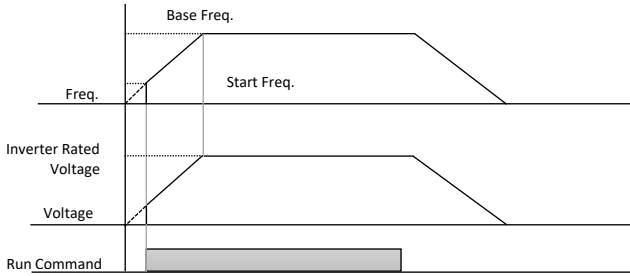 Base Freq.
Start Freq.
Freq.
Inverter Rated
Voltage
Voltage
Run Command